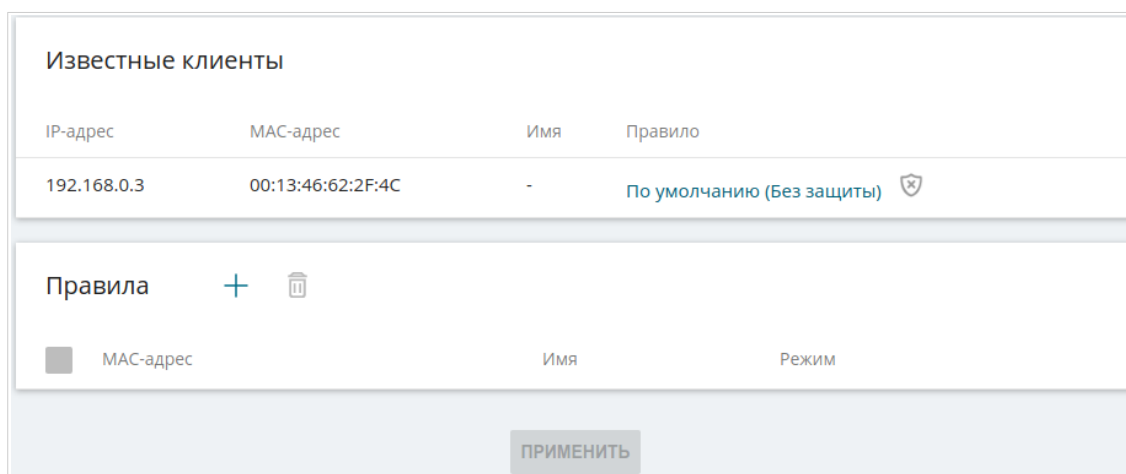 Известные клиенты
IP-адрес MAC-адрес Имя Правило
192.168.0.3 00:13:46:62:2F:4C - По умолчанию (Без защиты)
Правила
MAC-адрес Имя Режим
ПРИМЕНИТЬ